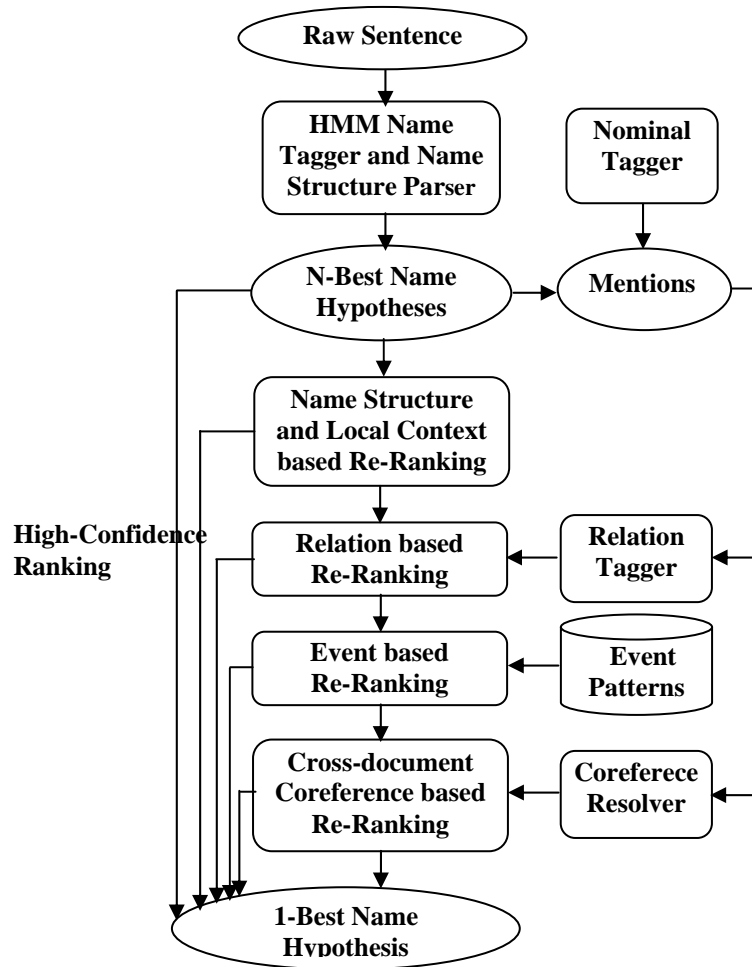 Raw Sentence
HMM Name
Tagger and Name
Structure Parser
Nominal
Tagger
N-Best Name
Hypotheses
Mentions
Name Structure
and Local Context
based Re-Ranking
High-Confidence
Ranking
Relation based
Re-Ranking
Relation
Tagger
Event based
Re-Ranking
Event
Patterns
Cross-document
Coreference based
Re-Ranking
Coreferece
Resolver
1-Best Name
Hypothesis